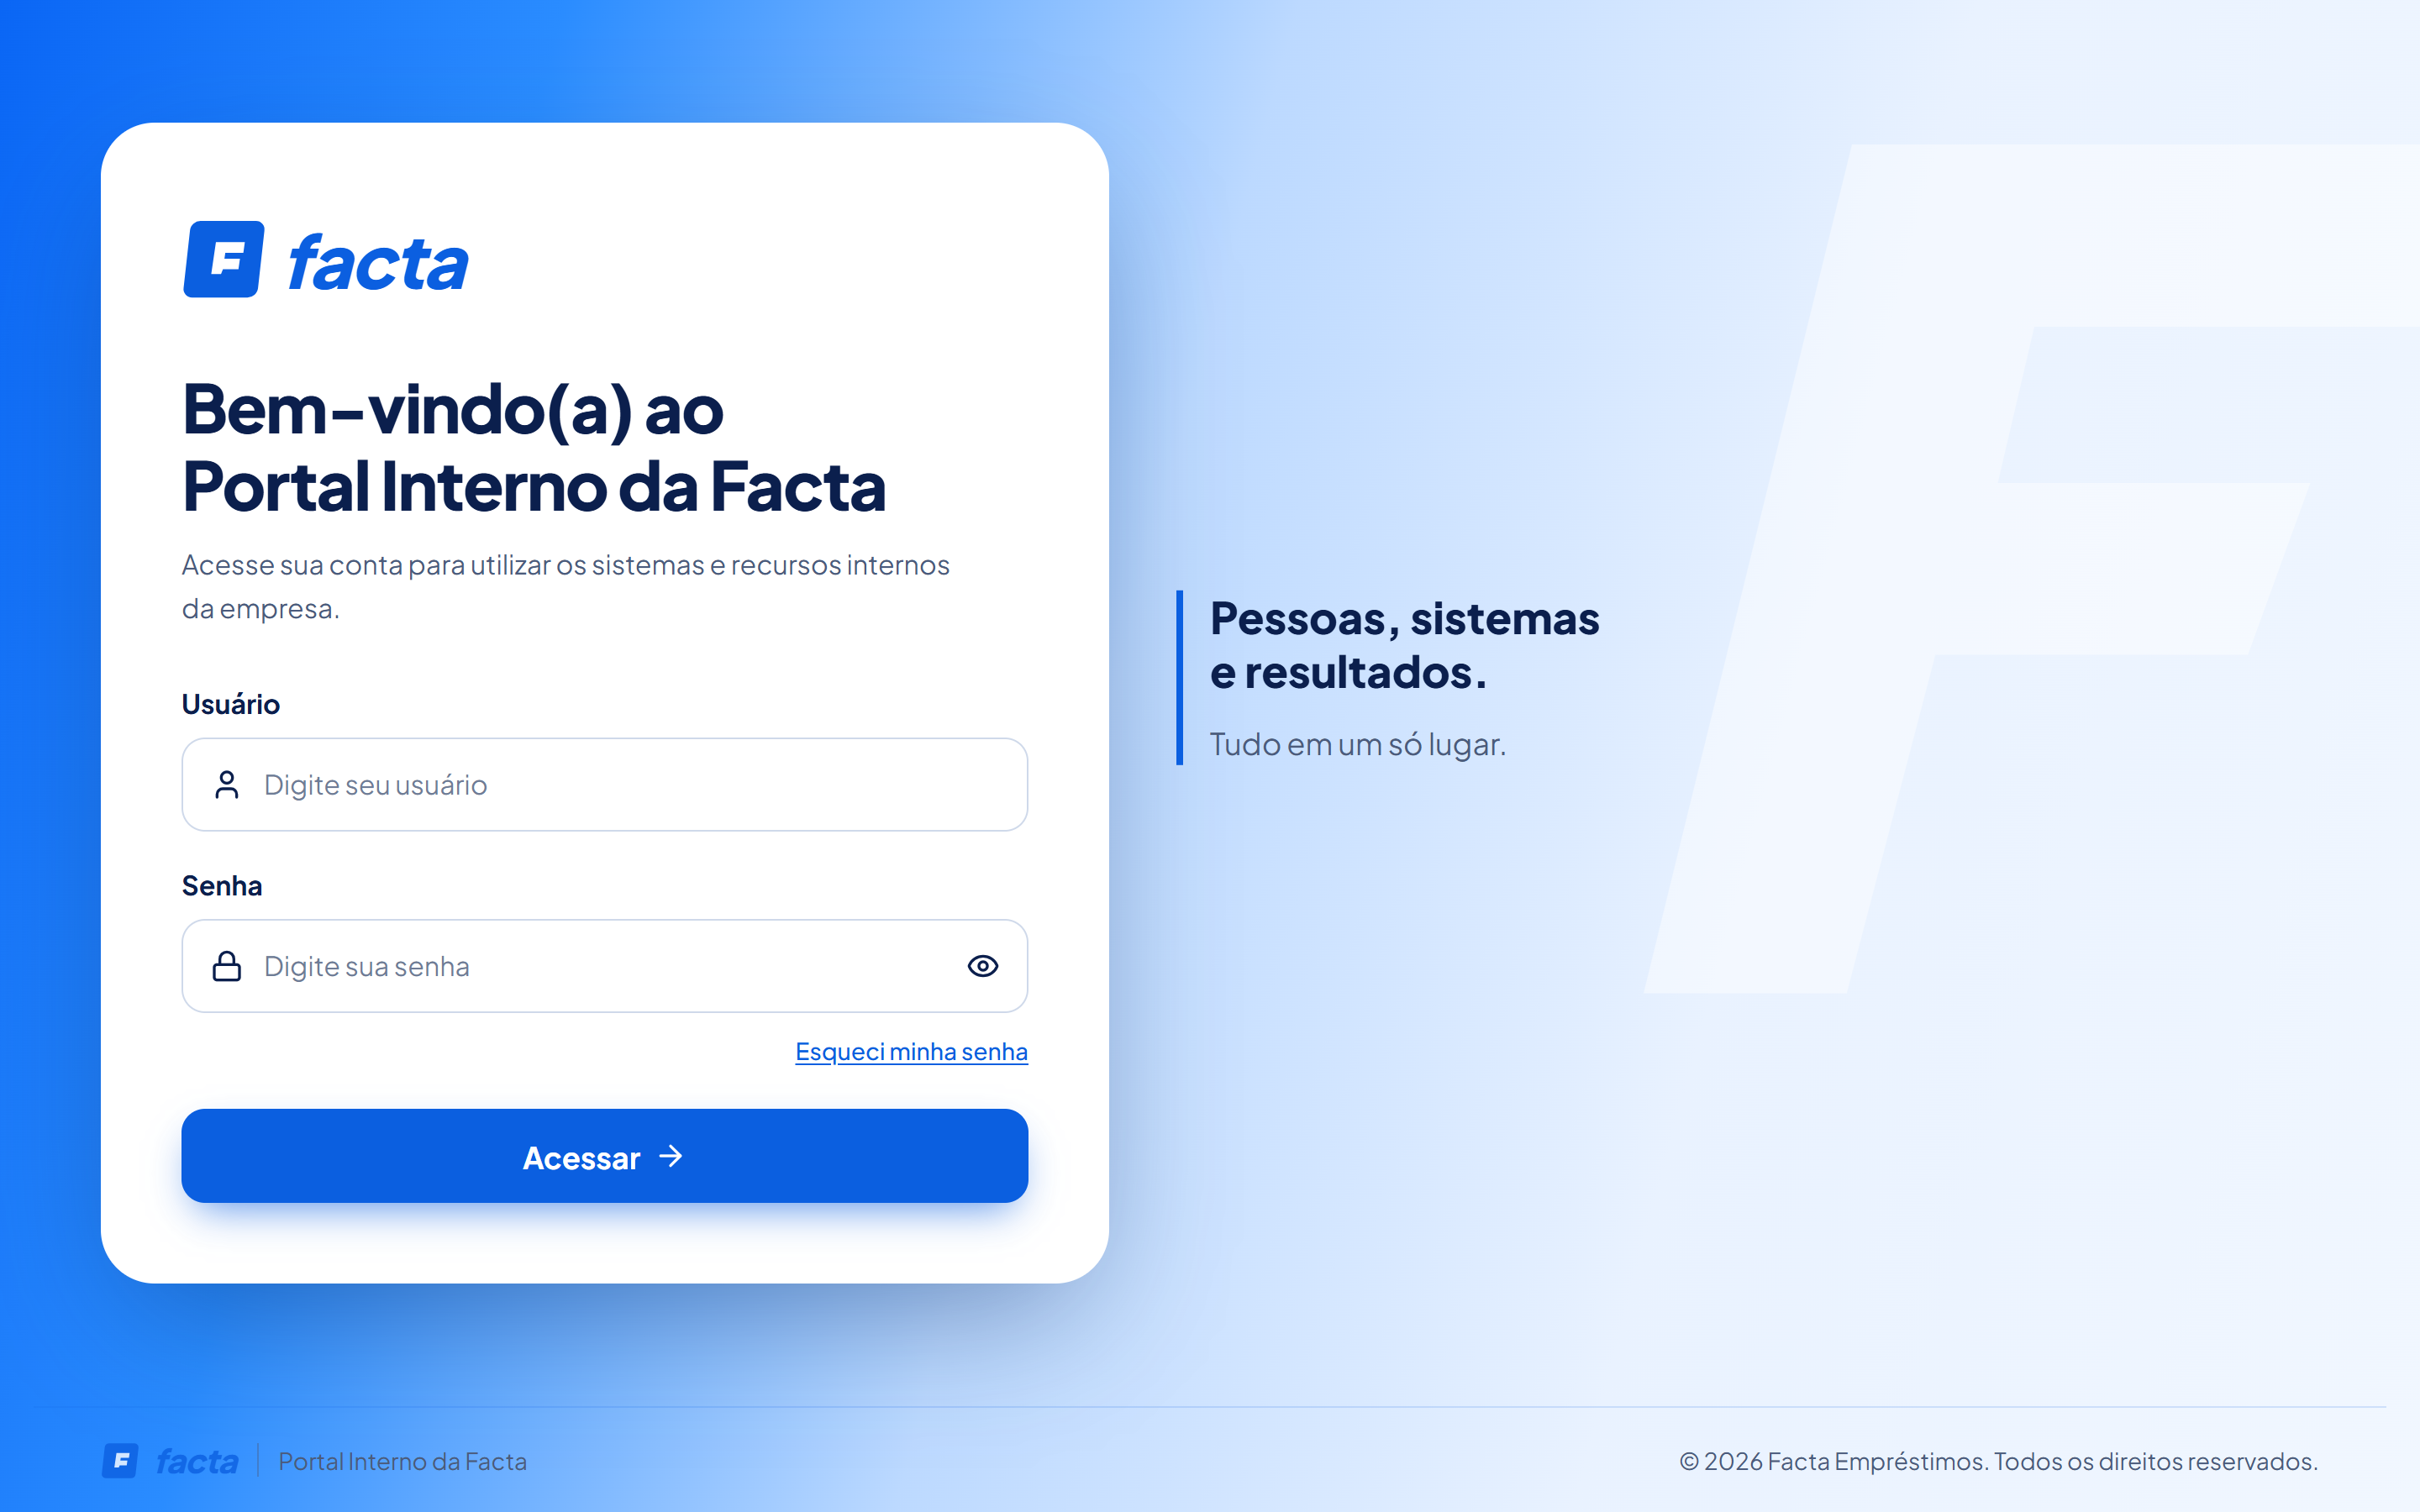 F facta
Bem-vindo(a) ao
Portal Interno da Facta
Acesse sua conta para utilizar os sistemas e recursos internos
da empresa.
Usuário
Digite seu usuário
Senha
Digite sua senha
Esqueci minha senha
Acessar
Pessoas, sistemas
e resultados.
Tudo em um só lugar.
F
F facta
Portal Interno da Facta
© 2026 Facta Empréstimos. Todos os direitos reservados.